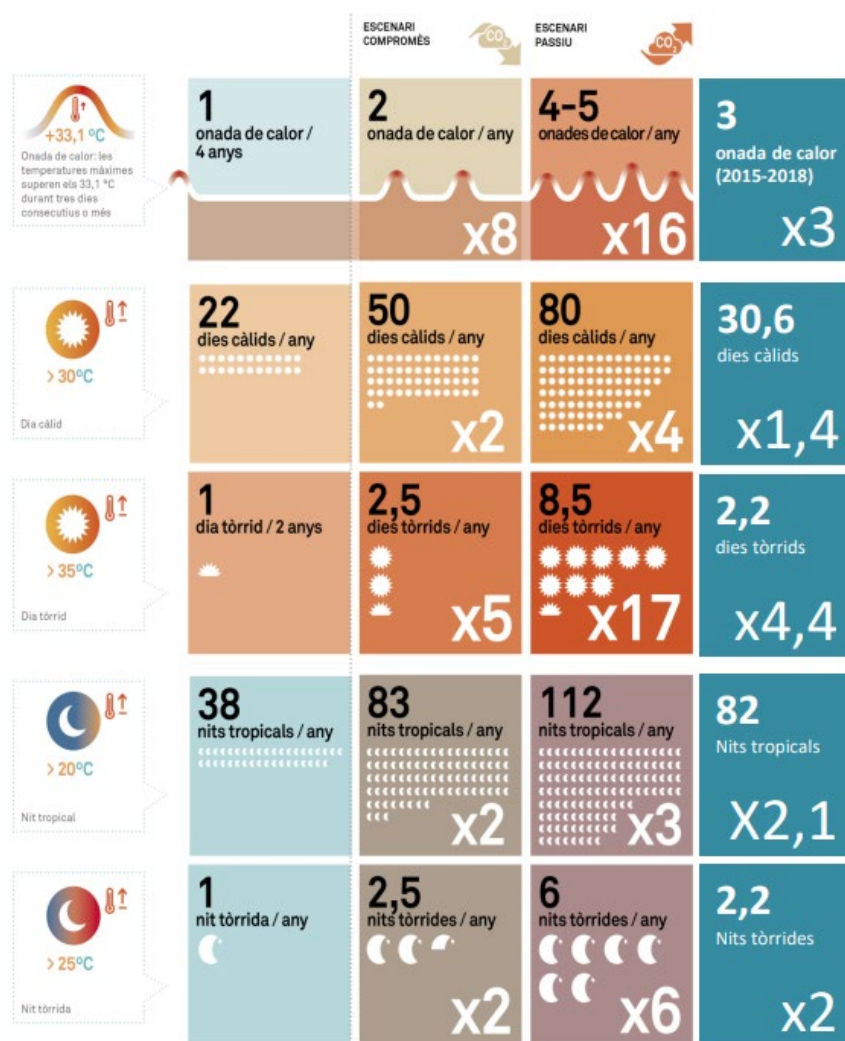 ESCENARI
COMPROMÈS
CO2
ESCENARI
PASSIU
CO2
+33,1 ºC
Onada de calor: les
temperatures màximes
superen els 33,1 ºC
durant tres dies
consecutius o més
1
onada de calor /
4 anys
2
onada de calor / any
x8
4-5
onades de calor / any
x16
3
onada de calor
(2015-2018)
x3
> 30ºC
Dia càlid
22
dies càlids / any
50
dies càlids / any
x2
80
dies càlids / any
x4
30,6
dies càlids
x1,4
> 35ºC
Dia tòrrid
1
dia tòrrid / 2 anys
2,5
dies tòrrids / any
x5
8,5
dies tòrrids / any
x17
2,2
dies tòrrids
x4,4
> 20ºC
Nit tropical
38
nits tropicals / any
83
nits tropicals / any
x2
112
nits tropicals / any
x3
82
Nits tropicals
X2,1
> 25ºC
Nit tòrrida
1
nit tòrrida / any
2,5
nits tòrrides / any
x2
6
nits tòrrides / any
x6
2,2
Nits tòrrides
x2